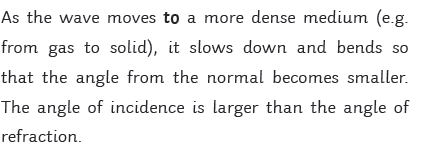 As the wave moves to a more dense medium (e.g.
from gas to solid), it slows down and bends so
that the angle from the normal becomes smaller.
The angle of incidence is larger than the angle of
refraction.